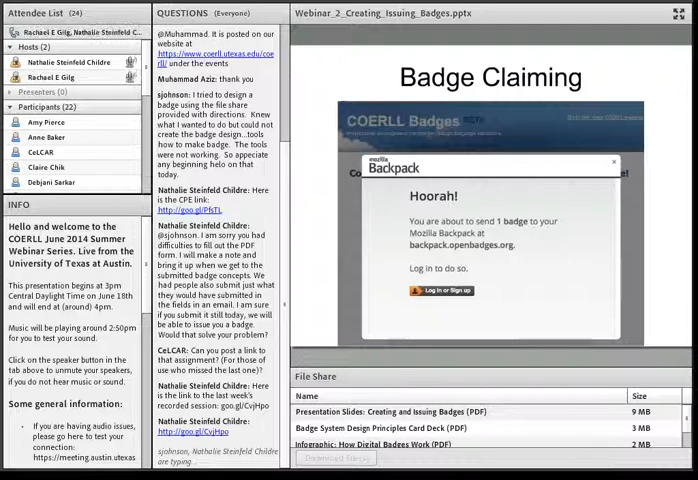 Attendee List (24)
Rachael E Gilg, Nathalie Steinfeld C...
Hosts (2)
Nathalie Steinfeld Childre
Rachael E Gilg
Presenters (0)
Participants (22)
Amy Pierce
Anne Baker
CeLCAR
Claire Chik
Debjani Sarkar
INFO
Hello and welcome to the
COERLL June 2014 Summer
Webinar Series. Live from the
University of Texas at Austin.
This presentation begins at 3pm
Central Daylight Time on June 18th
and will end at (around) 4pm.
Music will be playing around 2:50pm
for you to test your sound.
Click on the speaker button in the
tab above to unmute your speakers,
if you do not hear music or sound.
Some general information:
• If you are having audio issues,
please go here to test your
connection:
https://meeting.austin.utexas
QUESTIONS (Everyone)
@Muhammad. It is posted on our
website at
https://www.coerll.utexas.edu/coe
rll/ under the events
Muhammad Aziz: thank you
sjohnson: I tried to design a
badge using the file share
provided with directions. Knew
what I wanted to do but could not
create the badge design...tools
how to make badge. The tools
were not working. So appeciate
any beginning help on that
today.
Nathalie Steinfeld Childre: Here
is the CPE link:
http://goo.gl/PfsTL
Nathalie Steinfeld Childre:
@sjohnson. I am sorry you had
difficulties to fill out the PDF
form. I will make a note and
bring it up when we get to the
submitted badge concepts. We
had people also submit just what
they would have submitted in
the fields in an email. I am sure
if you submit it still today, we will
be able to issue you a badge.
Would that solve your problem?
CeLCAR: Can you post a link to
that assignment? (For those of
use who missed the last one)?
Nathalie Steinfeld Childre: Here
is the link to the last week's
recorded session: goo.gl/CvjHpo
Nathalie Steinfeld Childre:
http://goo.gl/CvjHpo
sjohnson, Nathalie Steinfeld Childre
are typing...
Webinar_2_Creating_Issuing_Badges.pptx
Badge Claiming
COERLL Badges BETA
mozilla
Backpack
Hoorah!
You are about to send 1 badge to your
Mozilla Backpack at
backpack.openbadges.org.
Log in to do so.
Log in or Sign up
File Share
Name Size
Presentation Slides: Creating and Issuing Badges (PDF) 9 MB
Badge System Design Principles Card Deck (PDF) 3 MB
Infographic: How Digital Badges Work (PDF) 2 MB
Download File(s)